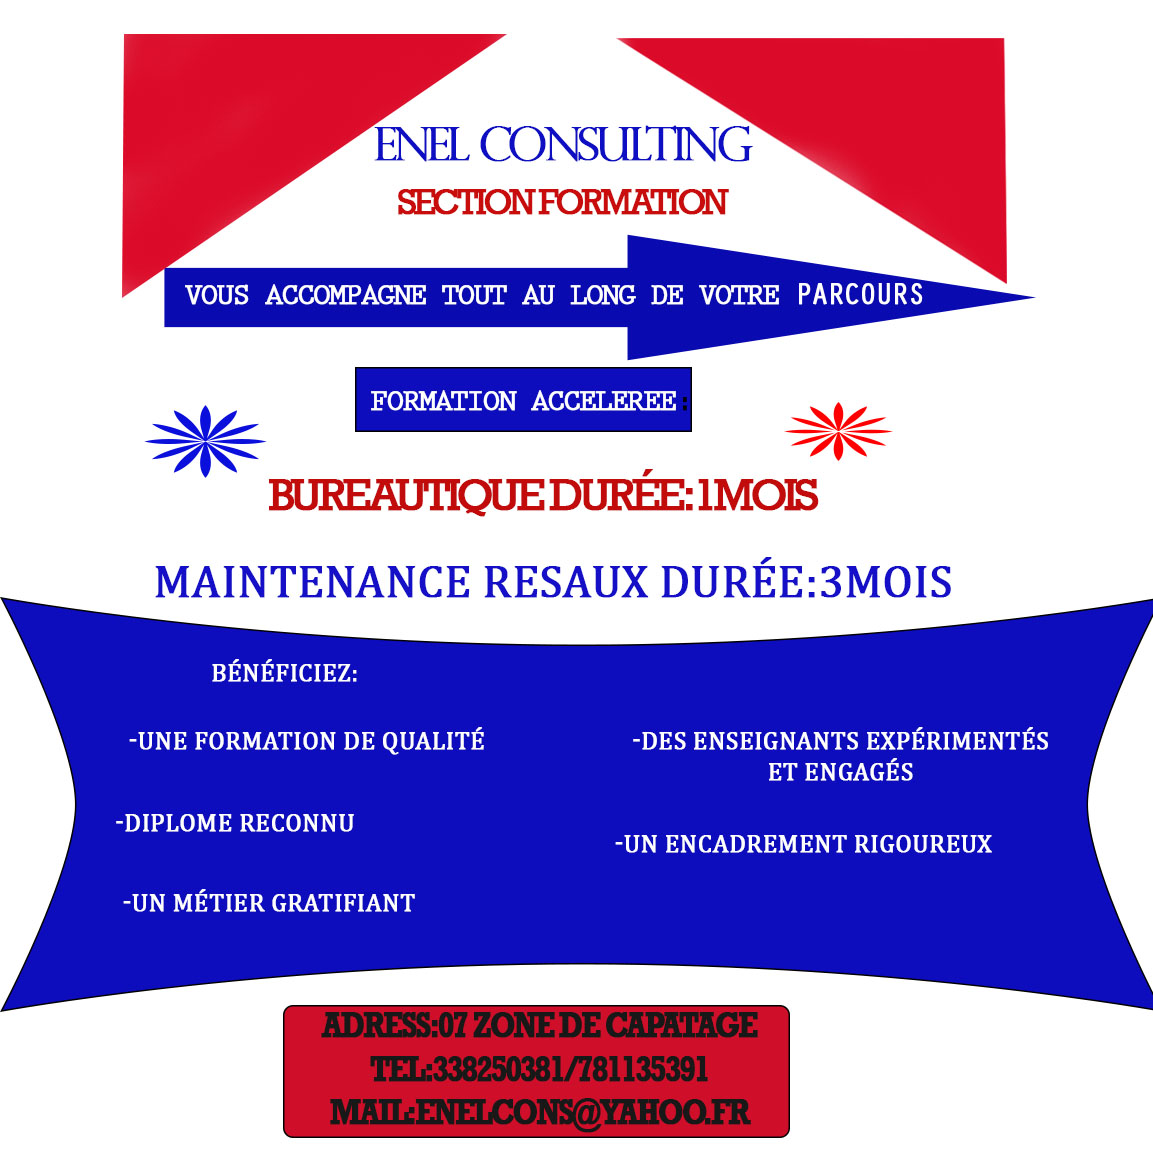 ENEL CONSULTING
SECTION FORMATION
VOUS ACCOMPAGNE TOUT AU LONG DE VOTRE PARCOURS
FORMATION ACCELEREE:
BUREAUTIQUE DURÉE:1MOIS
MAINTENANCE RESAUX DURÉE:3MOIS
BÉNÉFICIEZ:
-UNE FORMATION DE QUALITÉ
-DIPLOME RECONNU
-UN MÉTIER GRATIFIANT
-DES ENSEIGNANTS EXPÉRIMENTÉS
ET ENGAGÉS
-UN ENCADREMENT RIGOUREUX
ADRESS:07 ZONE DE CAPATAGE
TEL:338250381/781135391
MAIL:ENELCONS@YAHOO.FR